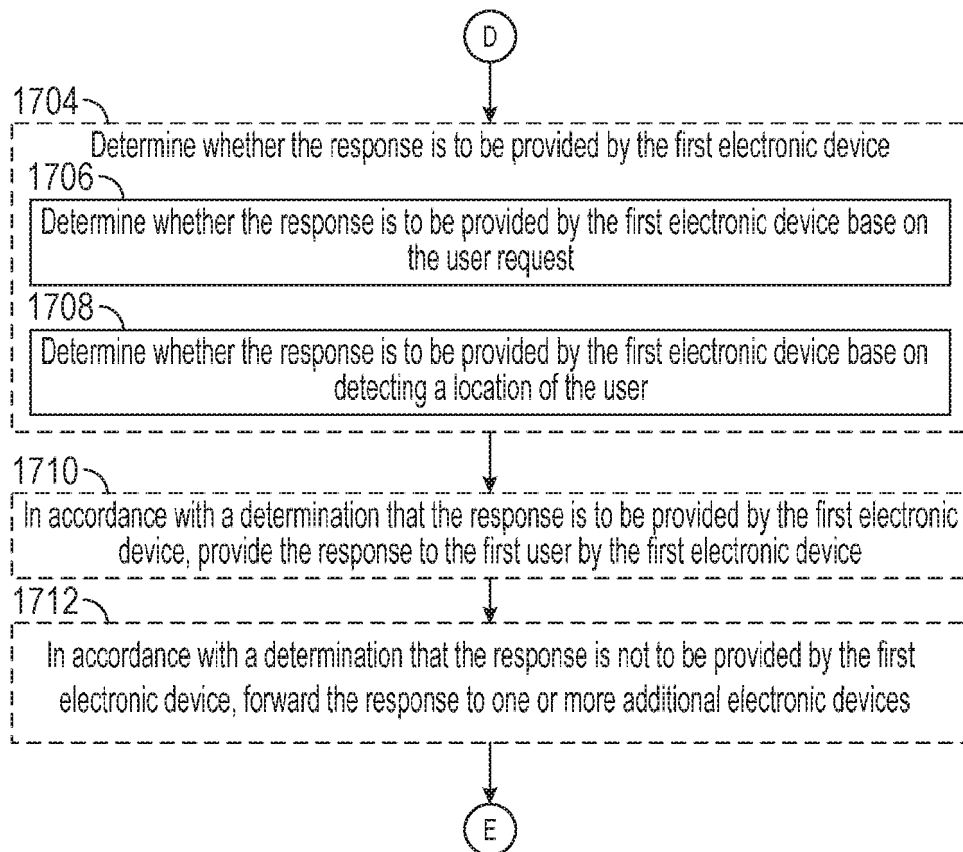 D
1704
Determine whether the response is to be provided by the first electronic device
1706
Determine whether the response is to be provided by the first electronic device base on
the user request
1708
Determine whether the response is to be provided by the first electronic device base on
detecting a location of the user
1710
In accordance with a determination that the response is to be provided by the first electronic
device, provide the response to the first user by the first electronic device
1712
In accordance with a determination that the response is not to be provided by the first
electronic device, forward the response to one or more additional electronic devices
E